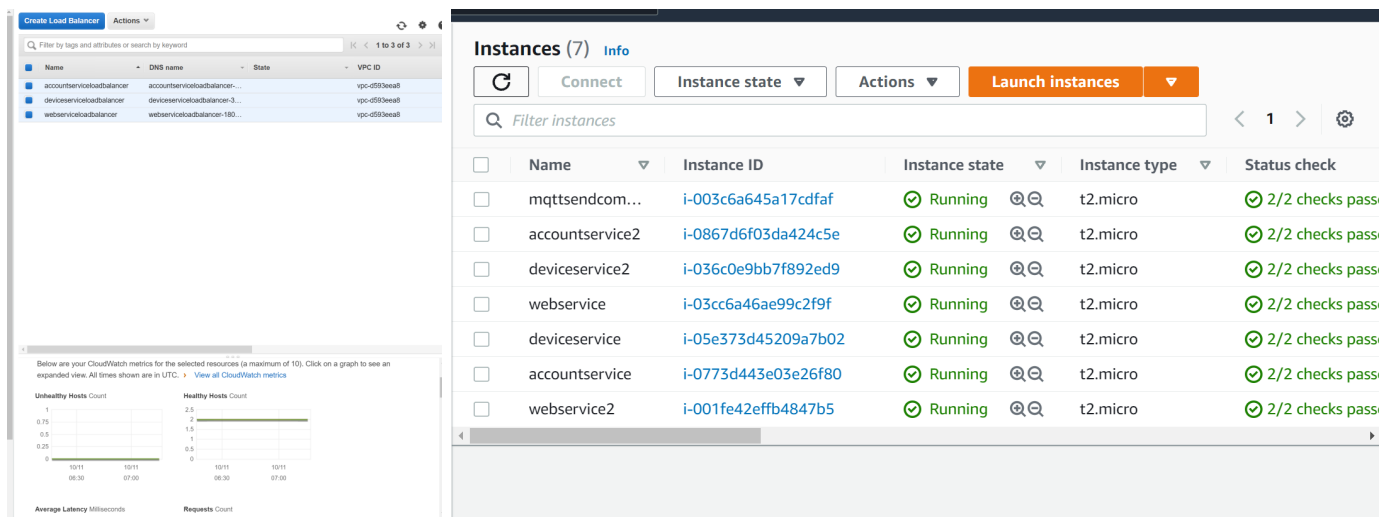 Create Load Balancer Actions
Filter by tags and attributes or search by keyword 1 to 3 of 3
Name DNS name State VPC ID
accountserviceloadbalancer accountserviceloadbalancer-... vpc-d593eea8
deviceserviceloadbalancer deviceserviceloadbalancer-3... vpc-d593eea8
webserviceloadbalancer webserviceloadbalancer-180... vpc-d593eea8
Below are your CloudWatch metrics for the selected resources (a maximum of 10). Click on a graph to see an
expanded view. All times shown are in UTC. View all CloudWatch metrics
Unhealthy Hosts Count
1
0.75
0.5
0.25
0
10/11 10/11
06:30 07:00
Healthy Hosts Count
2.5
2
1.5
1
0.5
0
10/11 10/11
06:30 07:00
Average Latency Milliseconds
Requests Count
Instances (7) Info
Connect Instance state Actions Launch instances
Filter instances 1
Name Instance ID Instance state Instance type Status check
mqttsendcom... i-003c6a645a17cdfaf Running t2.micro 2/2 checks passe
accountservice2 i-0867d6f03da424c5e Running t2.micro 2/2 checks passe
deviceservice2 i-036c0e9bb7f892ed9 Running t2.micro 2/2 checks passe
webservice i-03cc6a46ae99c2f9f Running t2.micro 2/2 checks passe
deviceservice i-05e373d45209a7b02 Running t2.micro 2/2 checks passe
accountservice i-0773d443e03e26f80 Running t2.micro 2/2 checks passe
webservice2 i-001fe42effb4847b5 Running t2.micro 2/2 checks passe